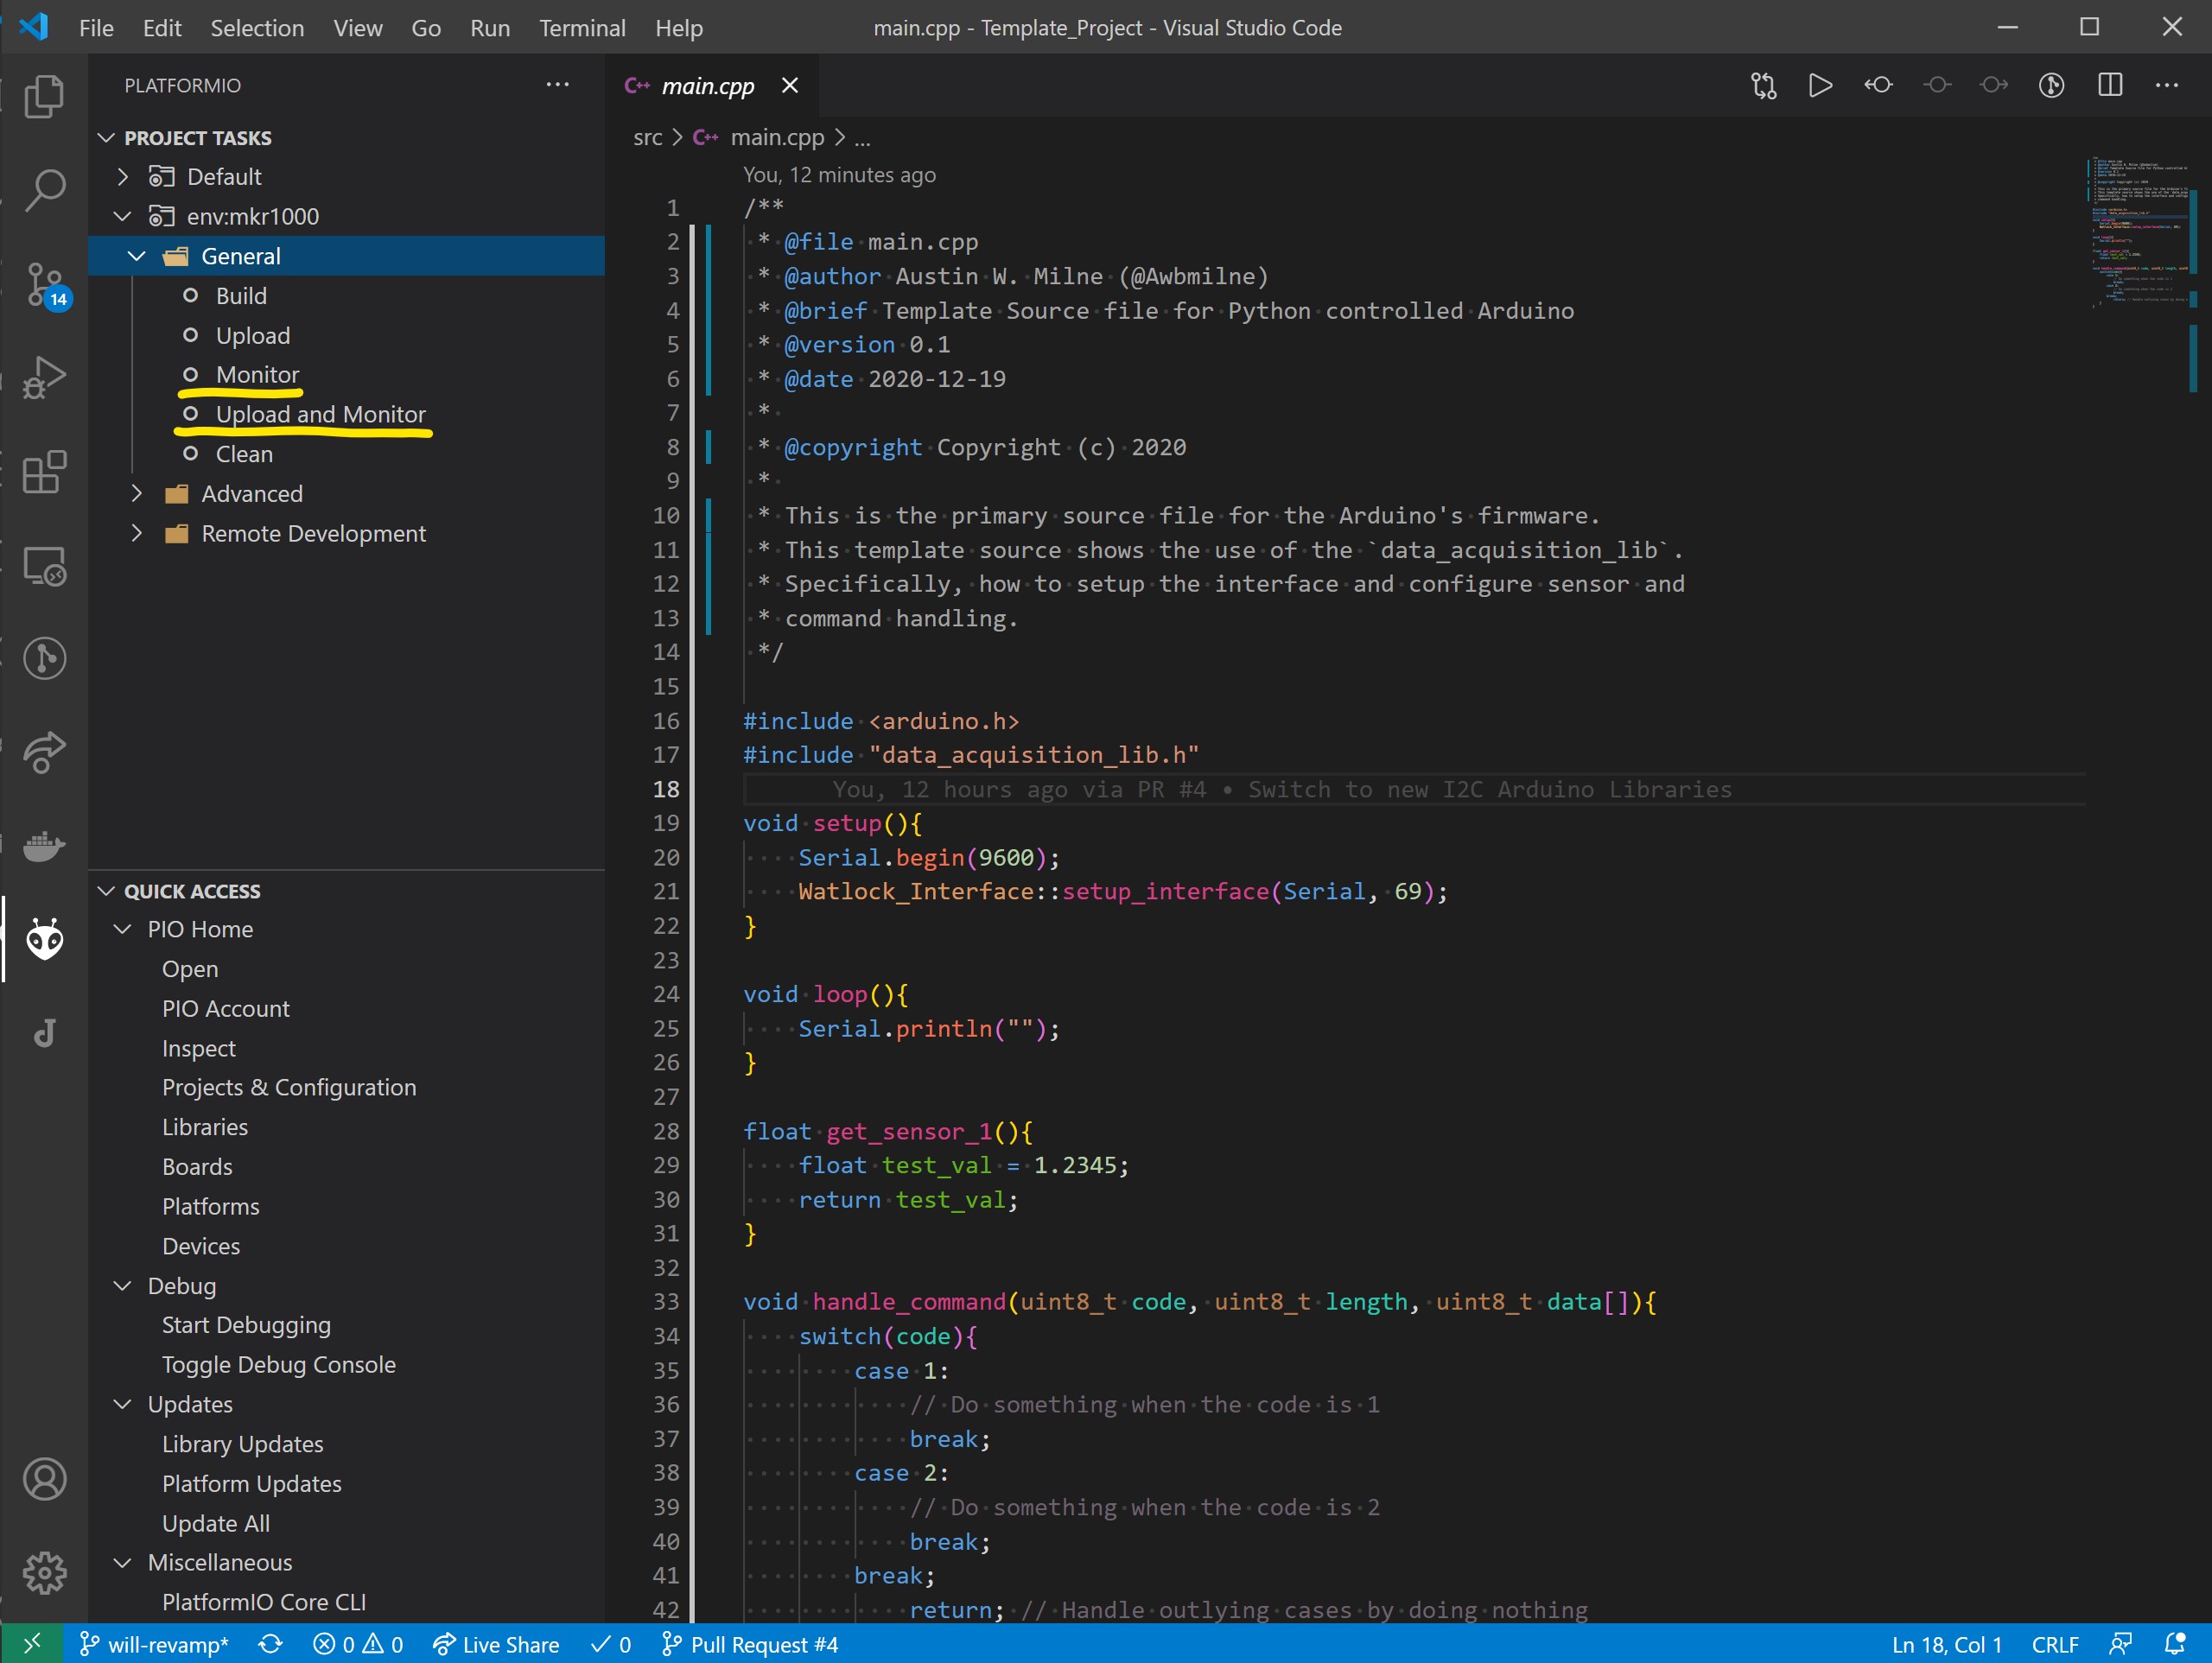 File Edit Selection View Go Run Terminal Help main.cpp - Template_Project - Visual Studio Code
PLATFORMIO
PROJECT TASKS
Default
env:mkr1000
General
Build
Upload
Monitor
Upload and Monitor
Clean
Advanced
Remote Development
14
QUICK ACCESS
PIO Home
Open
PIO Account
Inspect
Projects & Configuration
Libraries
Boards
Platforms
Devices
Debug
Start Debugging
Toggle Debug Console
Updates
Library Updates
Platform Updates
Update All
Miscellaneous
PlatformIO Core CLI
C++ main.cpp
src > C++ main.cpp > ...
You, 12 minutes ago
1 /**
2 * @file main.cpp
3 * @author Austin W. Milne (@Awbmilne)
4 * @brief Template Source file for Python controlled Arduino
5 * @version 0.1
6 * @date 2020-12-19
7 *
8 * @copyright Copyright (c) 2020
9 *
10 * This is the primary source file for the Arduino's firmware.
11 * This template source shows the use of the `data_acquisition_lib`.
12 * Specifically, how to setup the interface and configure sensor and
13 * command handling.
14 */
15
16 #include <arduino.h>
17 #include "data_acquisition_lib.h"
18 You, 12 hours ago via PR #4 • Switch to new I2C Arduino Libraries
19 void setup(){
20 Serial.begin(9600);
21 Watlock_Interface::setup_interface(Serial, 69);
22 }
23
24 void loop(){
25 Serial.println("");
26 }
27
28 float get_sensor_1(){
29 float test_val = 1.2345;
30 return test_val;
31 }
32
33 void handle_command(uint8_t code, uint8_t length, uint8_t data[]){
34 switch(code){
35 case 1:
36 // Do something when the code is 1
37 break;
38 case 2:
39 // Do something when the code is 2
40 break;
41 break;
42 return; // Handle outlying cases by doing nothing
will-revamp* 0 0 Live Share 0 Pull Request #4 Ln 18, Col 1 CRLF